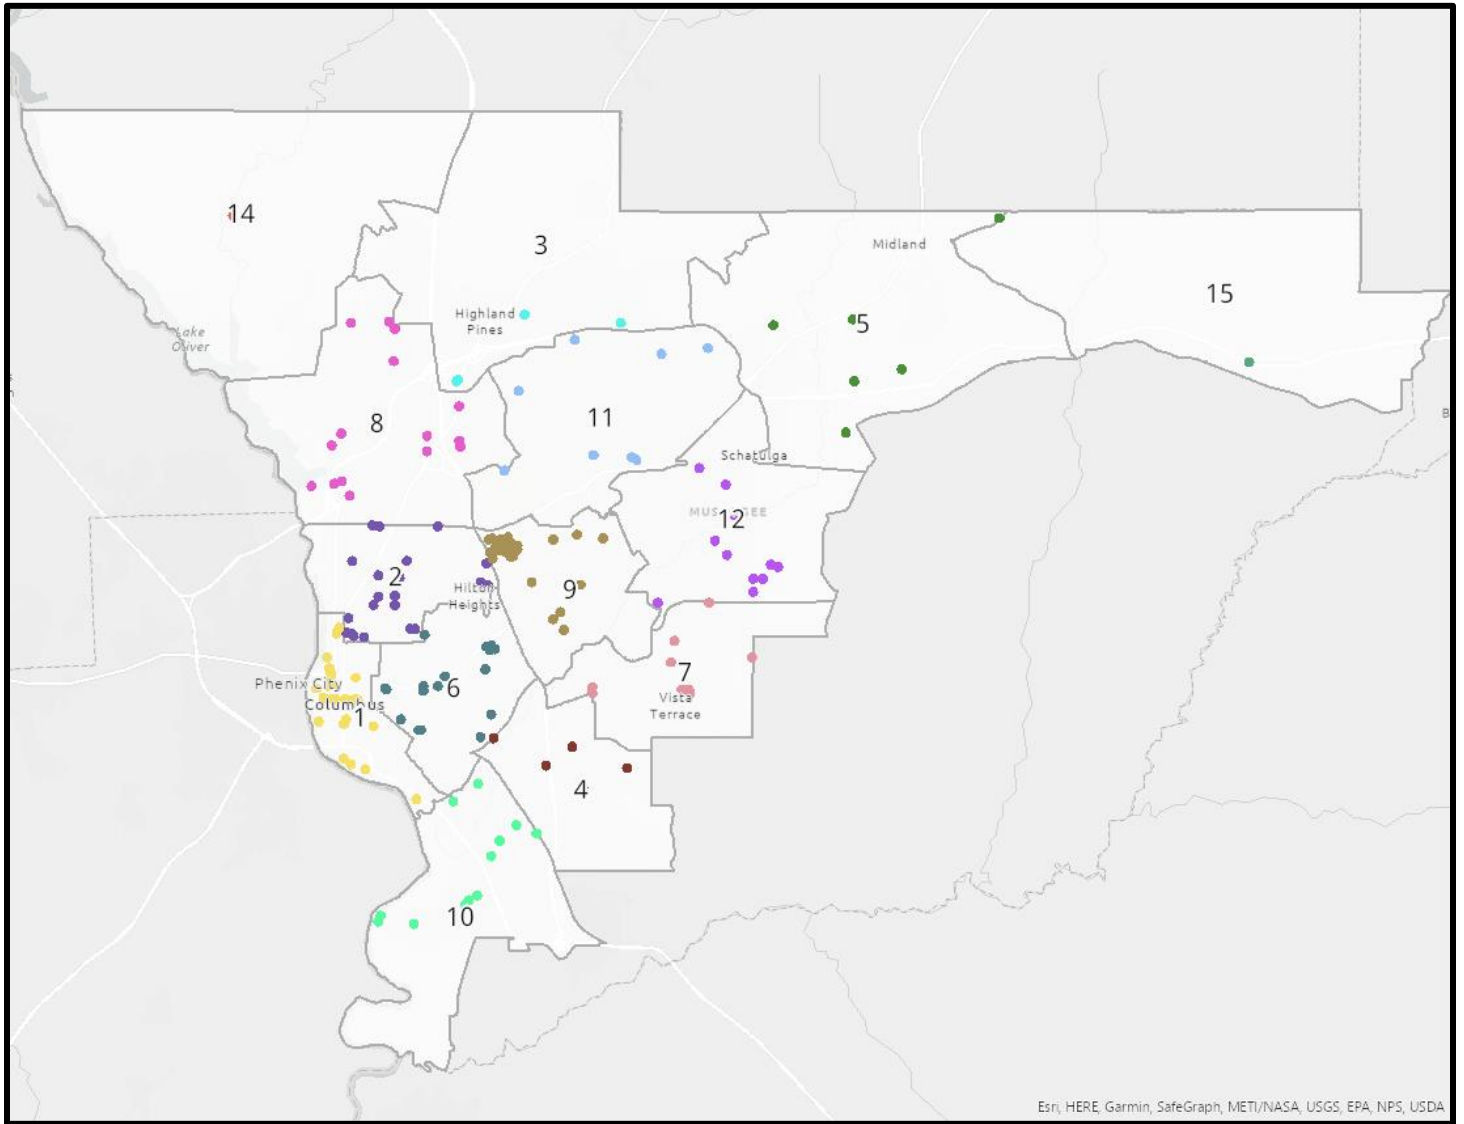 14
3
Midland
15
Highland
Pines
5
Lake
Oliver
8
11
Schatulga
12
2
Hilton
Heights
9
Phenix City
Columbus
1
6
7
Vista
Terrace
4
10
B
Esri, HERE, Garmin, SafeGraph, METI/NASA, USGS, EPA, NPS, USDA